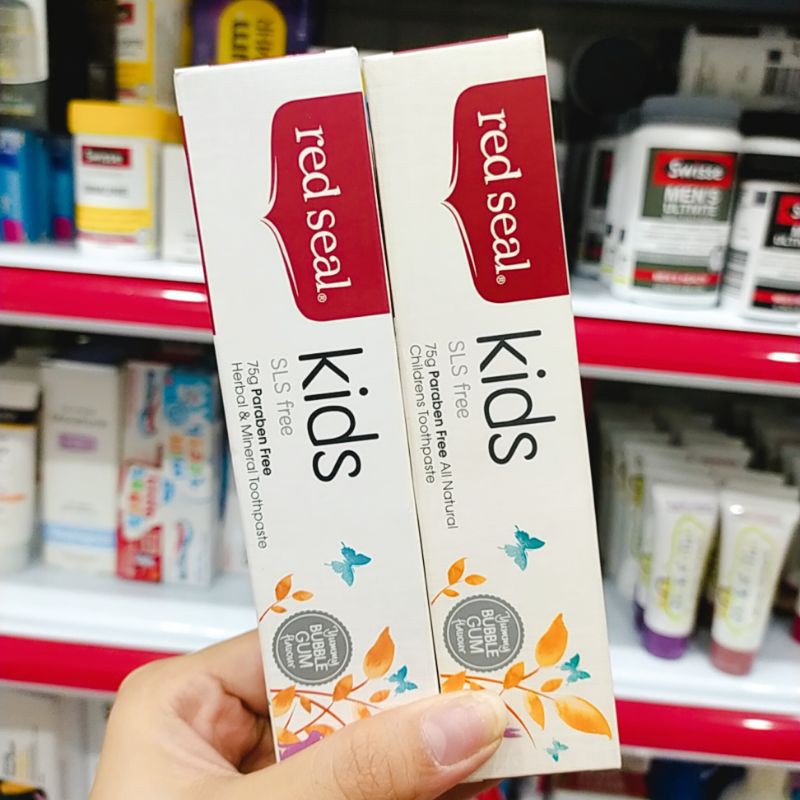 red seal®
kids
SLS free
75g Paraben Free
Herbal & Mineral Toothpaste
Yummy
BUBBLE
GUM
flavour
red seal®
kids
SLS free
75g Paraben Free All Natural
Childrens Toothpaste
Yummy
BUBBLE
GUM
flavour
Swisse
Swisse
MEN'S
ULTIVITE